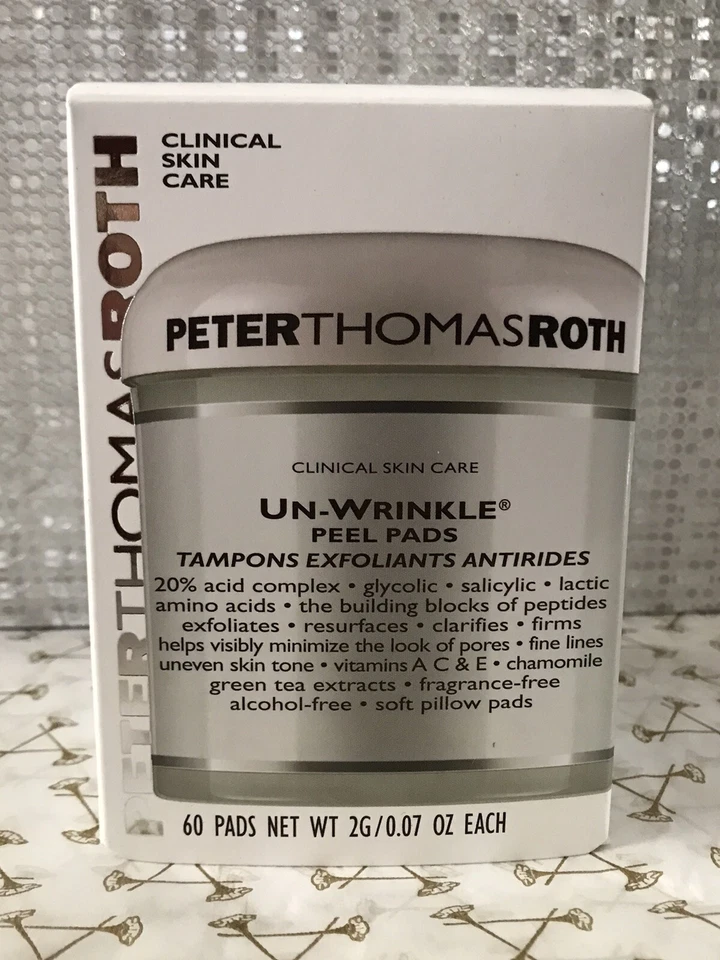 CLINICAL
SKIN
CARE
PETERTHOMASROTH
PETERTHOMASROTH
CLINICAL SKIN CARE
UN-WRINKLE®
PEEL PADS
TAMPONS EXFOLIANTS ANTIRIDES
20% acid complex • glycolic • salicylic • lactic
amino acids • the building blocks of peptides
exfoliates • resurfaces • clarifies • firms
helps visibly minimize the look of pores • fine lines
uneven skin tone • vitamins A C & E • chamomile
green tea extracts • fragrance-free
alcohol-free • soft pillow pads
60 PADS NET WT 2G/0.07 OZ EACH